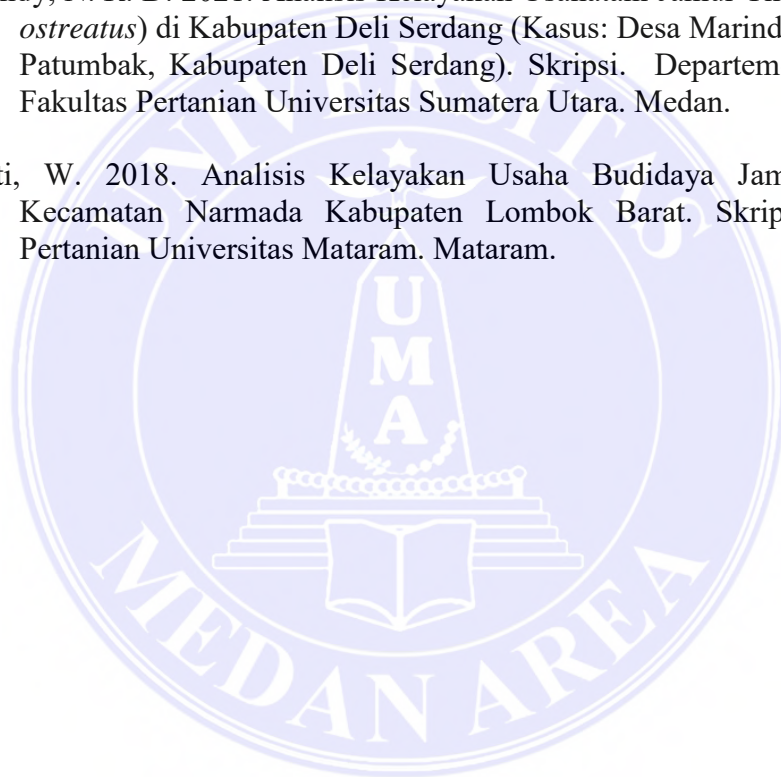 ostreatus) di Kabupaten Deli Serdang (Kasus: Desa Marind
Patumbak, Kabupaten Deli Serdang). Skripsi. Departem
Fakultas Pertanian Universitas Sumatera Utara. Medan.
ti, W. 2018. Analisis Kelayakan Usaha Budidaya Jam
Kecamatan Narmada Kabupaten Lombok Barat. Skrip
Pertanian Universitas Mataram. Mataram.
UNIVERSITAS
U
M
A
MEDAN AREA